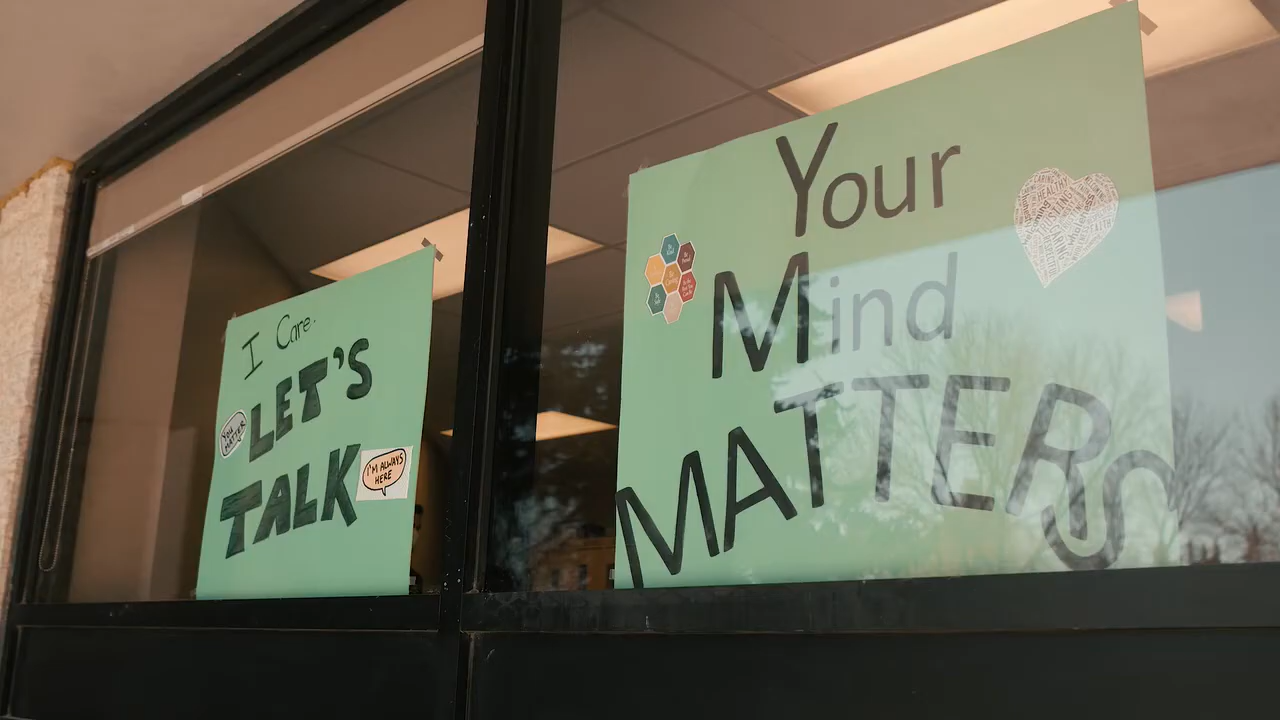 I Care.
LET'S
TALK
YOU
MATTER
I'M ALWAYS
HERE
Your
Mind
MATTERS